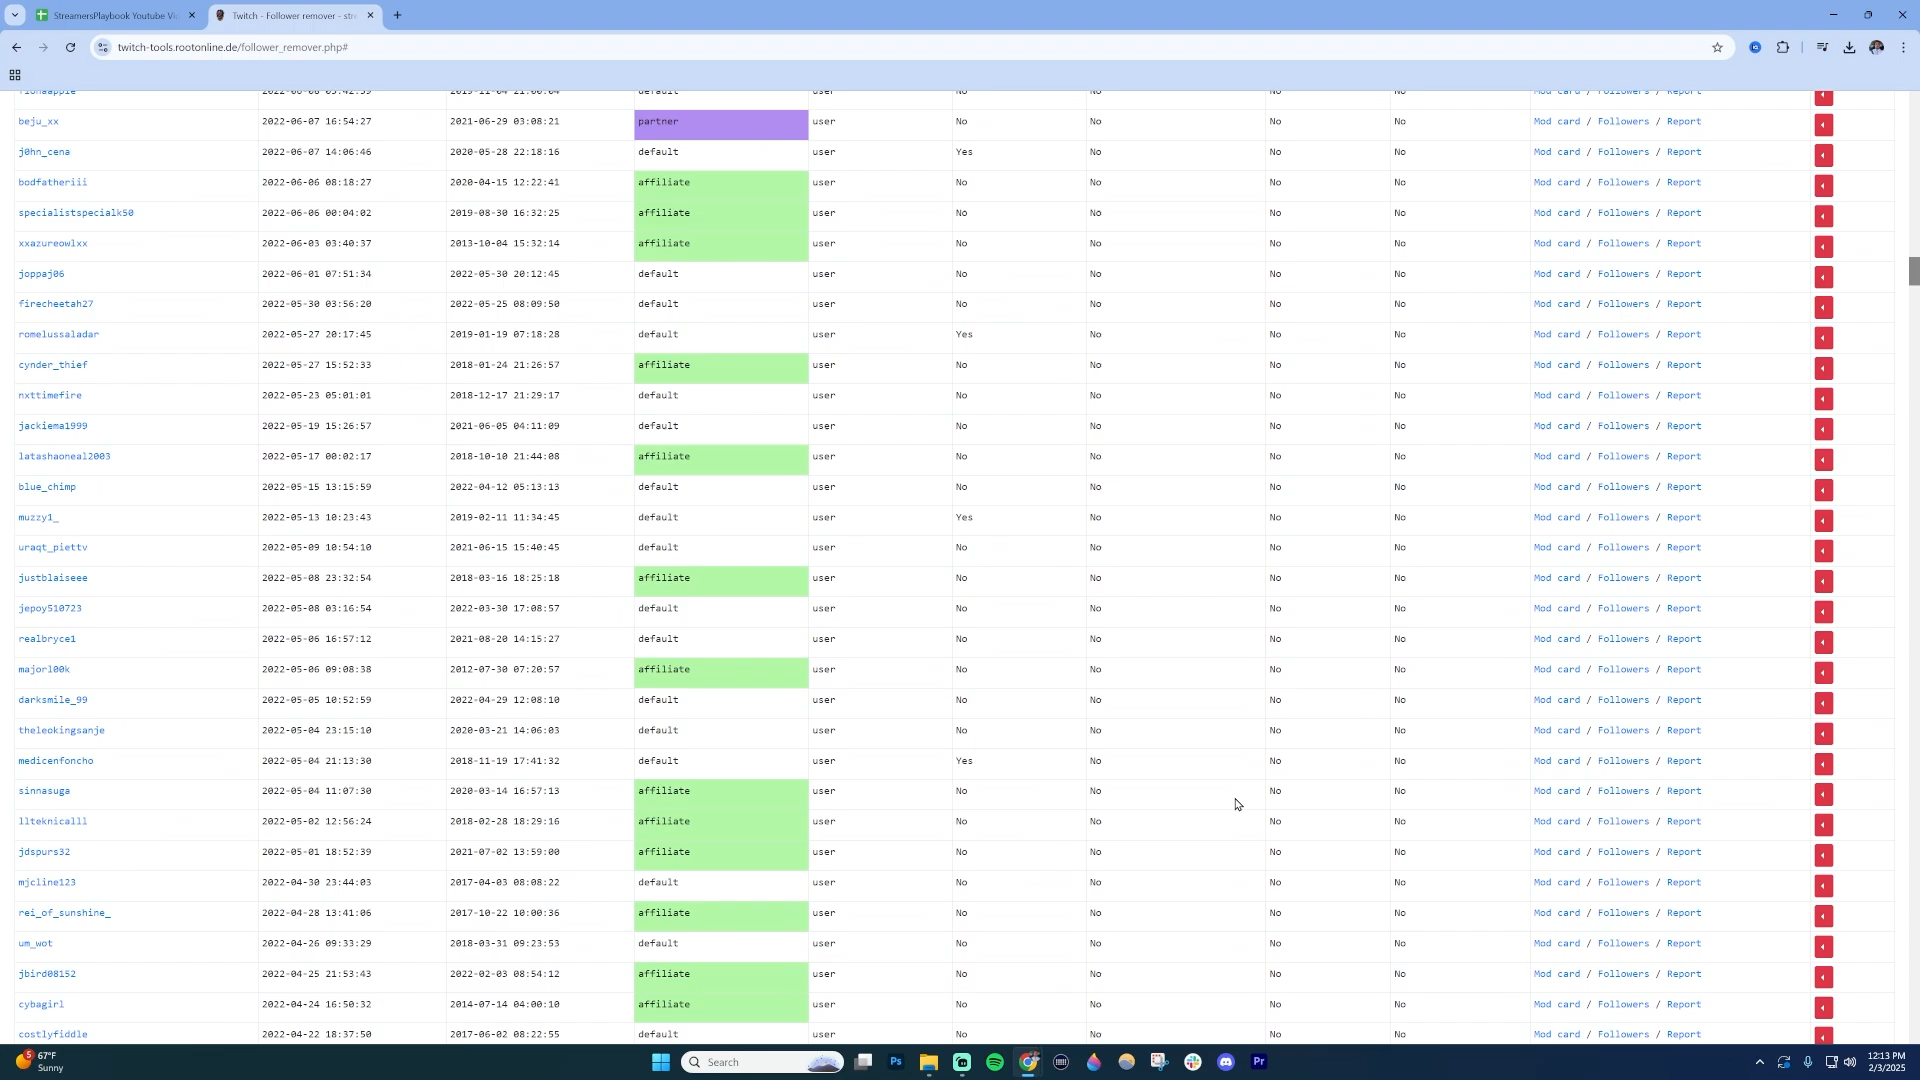 StreamersPlaybook Youtube Vi
Twitch - Follower remover - stre
twitch-tools.rootonline.de/follower_remover.php#
fionaapple 2022-06-08 05:42:59 2019-11-04 21:00:04 default user No No No No Mod card / Followers / Report
beju_xx 2022-06-07 16:54:27 2021-06-29 03:08:21 partner user No No No No Mod card / Followers / Report
j0hn_cena 2022-06-07 14:06:46 2020-05-28 22:18:16 default user Yes No No No Mod card / Followers / Report
bodfatheriii 2022-06-06 08:18:27 2020-04-15 12:22:41 affiliate user No No No No Mod card / Followers / Report
specialistspecialk50 2022-06-06 00:04:02 2019-08-30 16:32:25 affiliate user No No No No Mod card / Followers / Report
xxazureowlxx 2022-06-03 03:40:37 2013-10-04 15:32:14 affiliate user No No No No Mod card / Followers / Report
joppaj06 2022-06-01 07:51:34 2022-05-30 20:12:45 default user No No No No Mod card / Followers / Report
firecheetah27 2022-05-30 03:56:20 2022-05-25 08:09:50 default user No No No No Mod card / Followers / Report
romelussaladar 2022-05-27 20:17:45 2019-01-19 07:18:28 default user Yes No No No Mod card / Followers / Report
cynder_thief 2022-05-27 15:52:33 2018-01-24 21:26:57 affiliate user No No No No Mod card / Followers / Report
nxttimefire 2022-05-23 05:01:01 2018-12-17 21:29:17 default user No No No No Mod card / Followers / Report
jackiema1999 2022-05-19 15:26:57 2021-06-05 04:11:09 default user No No No No Mod card / Followers / Report
latashaoneal2003 2022-05-17 00:02:17 2018-10-10 21:44:08 affiliate user No No No No Mod card / Followers / Report
blue_chimp 2022-05-15 13:15:59 2022-04-12 05:13:13 default user No No No No Mod card / Followers / Report
muzzy1_ 2022-05-13 10:23:43 2019-02-11 11:34:45 default user Yes No No No Mod card / Followers / Report
uraqt_piettv 2022-05-09 10:54:10 2021-06-15 15:40:45 default user No No No No Mod card / Followers / Report
justblaiseee 2022-05-08 23:32:54 2018-03-16 18:25:18 affiliate user No No No No Mod card / Followers / Report
jepoy510723 2022-05-08 03:16:54 2022-03-30 17:08:57 default user No No No No Mod card / Followers / Report
realbryce1 2022-05-06 16:57:12 2021-08-20 14:15:27 default user No No No No Mod card / Followers / Report
majorl00k 2022-05-06 09:08:38 2012-07-30 07:20:57 affiliate user No No No No Mod card / Followers / Report
darksmile_99 2022-05-05 10:52:59 2022-04-29 12:08:10 default user No No No No Mod card / Followers / Report
theleokingsanje 2022-05-04 23:15:10 2020-03-21 14:06:03 default user No No No No Mod card / Followers / Report
medicenfoncho 2022-05-04 21:13:30 2018-11-19 17:41:32 default user Yes No No No Mod card / Followers / Report
sinnasuga 2022-05-04 11:07:30 2020-03-14 16:57:13 affiliate user No No No No Mod card / Followers / Report
llteknicalll 2022-05-02 12:56:24 2018-02-28 18:29:16 affiliate user No No No No Mod card / Followers / Report
jdspurs32 2022-05-01 18:52:39 2021-07-02 13:59:00 affiliate user No No No No Mod card / Followers / Report
mjcline123 2022-04-30 23:44:03 2017-04-03 08:08:22 default user No No No No Mod card / Followers / Report
rei_of_sunshine_ 2022-04-28 13:41:06 2017-10-22 10:00:36 affiliate user No No No No Mod card / Followers / Report
um_wot 2022-04-26 09:33:29 2018-03-31 09:23:53 default user No No No No Mod card / Followers / Report
jbird08152 2022-04-25 21:53:43 2022-02-03 08:54:12 affiliate user No No No No Mod card / Followers / Report
cybagirl 2022-04-24 16:50:32 2014-07-14 04:00:10 affiliate user No No No No Mod card / Followers / Report
costlyfiddle 2022-04-22 18:37:50 2017-06-02 08:22:55 default user No No No No Mod card / Followers / Report
5 67°F
Sunny
Search
Ps
Pr
12:13 PM
2/3/2025